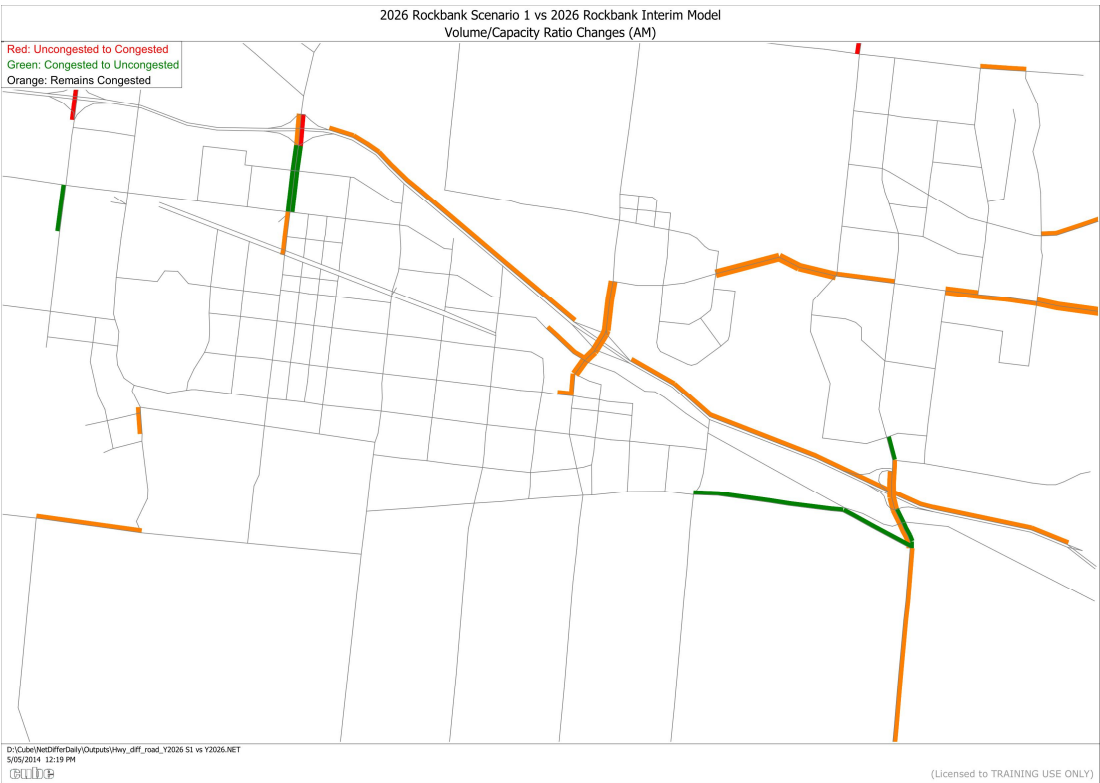 2026 Rockbank Scenario 1 vs 2026 Rockbank Interim Model
Volume/Capacity Ratio Changes (AM)
Red: Uncongested to Congested
Green: Congested to Uncongested
Orange: Remains Congested
D:\Cube\NetDifferDaily\Outputs\Hwy_diff_road_Y2026 S1 vs Y2026.NET
5/05/2014 12:19 PM
cube
(Licensed to TRAINING USE ONLY)